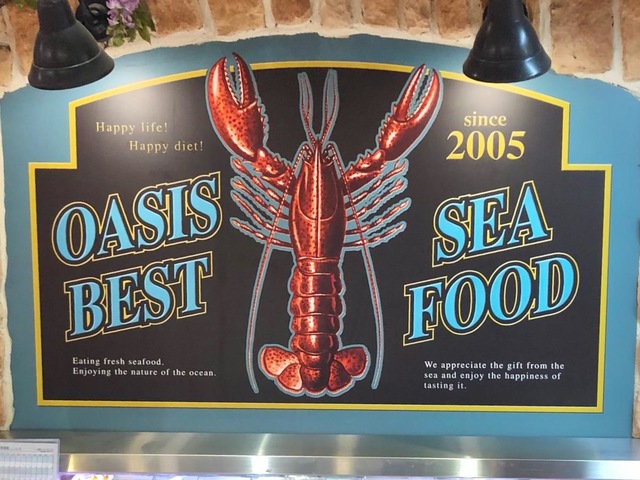 Happy life!
Happy diet!
since
2005
OASIS
BEST
SEA
FOOD
Eating fresh seafood.
Enjoying the nature of the ocean.
We appreciate the gift from the
sea and enjoy the happiness of
tasting it.